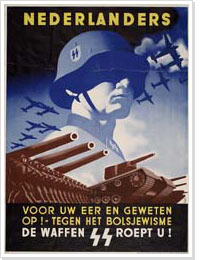 NEDERLANDERS
VOOR UW EER EN GEWETEN
OP!-TEGEN HET BOLSJEWISME
DE WAFFEN SS ROEPT U!